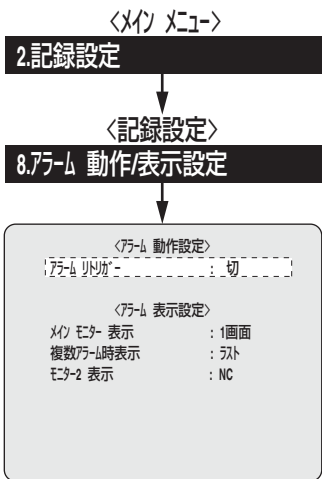 〈メイン メニュー〉
2.記録設定
〈記録設定〉
8.アラーム 動作/表示設定
〈アラーム 動作設定〉
アラーム リトリガー : 切
〈アラーム 表示設定〉
メイン モニター 表示 : 1画面
複数アラーム時表示 : ラスト
モニター2 表示 : NC